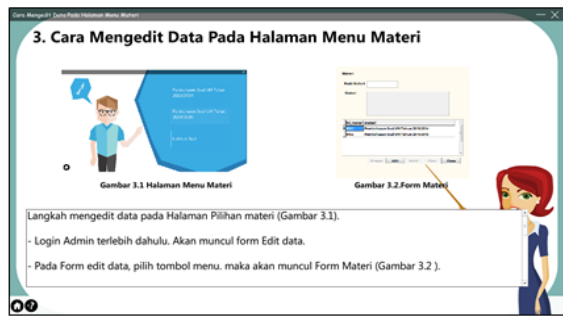 Cara Mengedit Data Pada Halaman Menu Materi
3. Cara Mengedit Data Pada Halaman Menu Materi
Materi
Gambar 3.1 Halaman Menu Materi
Gambar 3.2.Form Materi
Langkah mengedit data pada Halaman Pilihan materi (Gambar 3.1).
- Login Admin terlebih dahulu. Akan muncul form Edit data.
- Pada Form edit data, pilih tombol menu. maka akan muncul Form Materi (Gambar 3.2 ).